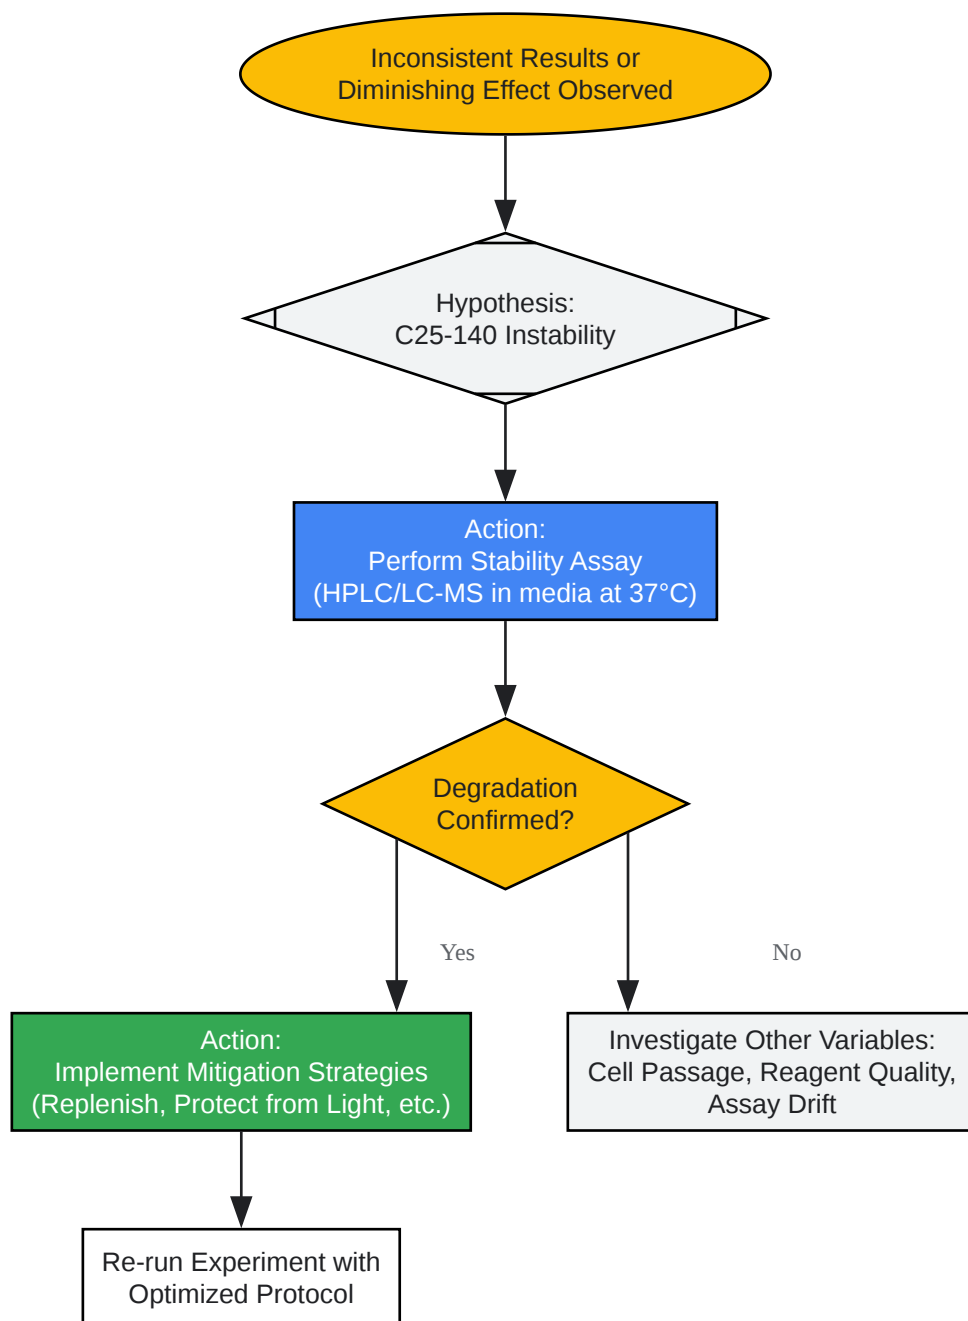 Inconsistent Results or
Diminishing Effect Observed
Hypothesis:
C25-140 Instability
Action:
Perform Stability Assay
(HPLC/LC-MS in media at 37°C)
Degradation
Confirmed?
Yes
No
Action:
Implement Mitigation Strategies
(Replenish, Protect from Light, etc.)
Investigate Other Variables:
Cell Passage, Reagent Quality,
Assay Drift
Re-run Experiment with
Optimized Protocol